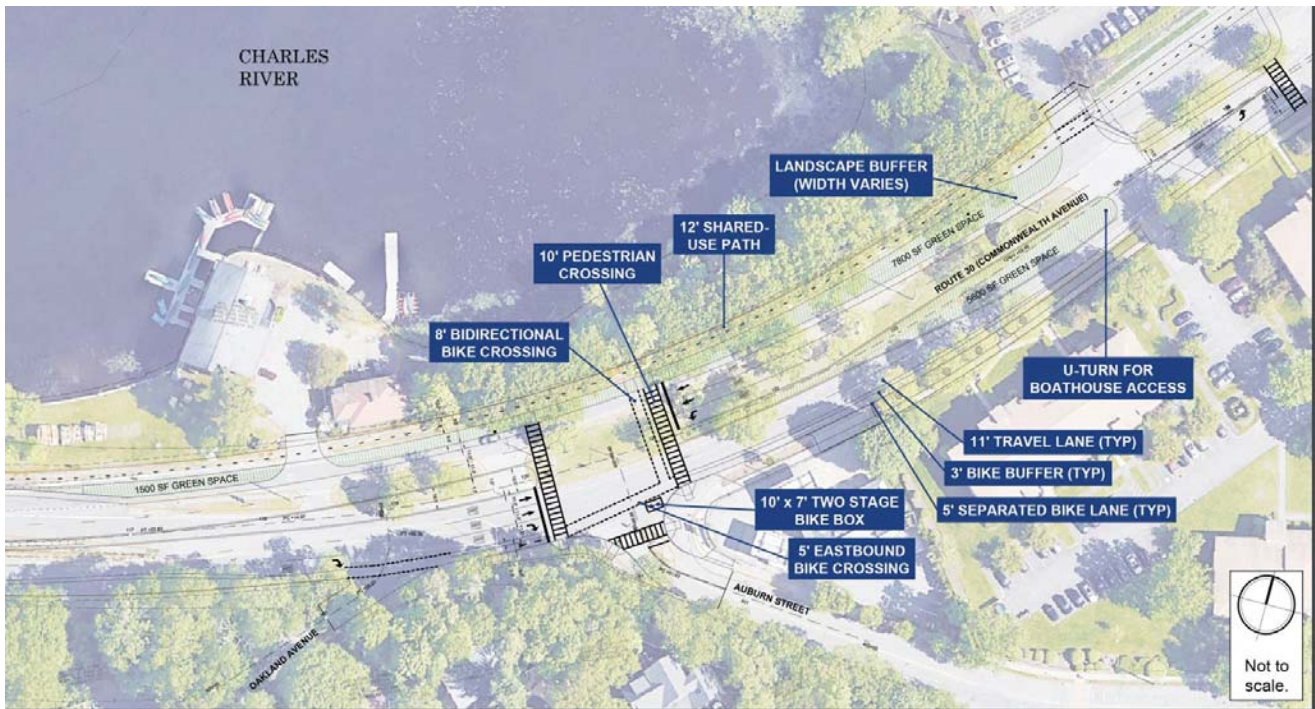 CHARLES
RIVER
LANDSCAPE BUFFER
(WIDTH VARIES)
12' SHARED-
USE PATH
10' PEDESTRIAN
CROSSING
8' BIDIRECTIONAL
BIKE CROSSING
7800 SF GREEN SPACE
ROUTE 30 (COMMONWEALTH AVENUE)
5600 SF GREEN SPACE
U-TURN FOR
BOATHOUSE ACCESS
11' TRAVEL LANE (TYP)
3' BIKE BUFFER (TYP)
5' SEPARATED BIKE LANE (TYP)
1500 SF GREEN SPACE
10' x 7' TWO STAGE
BIKE BOX
5' EASTBOUND
BIKE CROSSING
AUBURN STREET
OAKLAND AVENUE
Not to
scale.